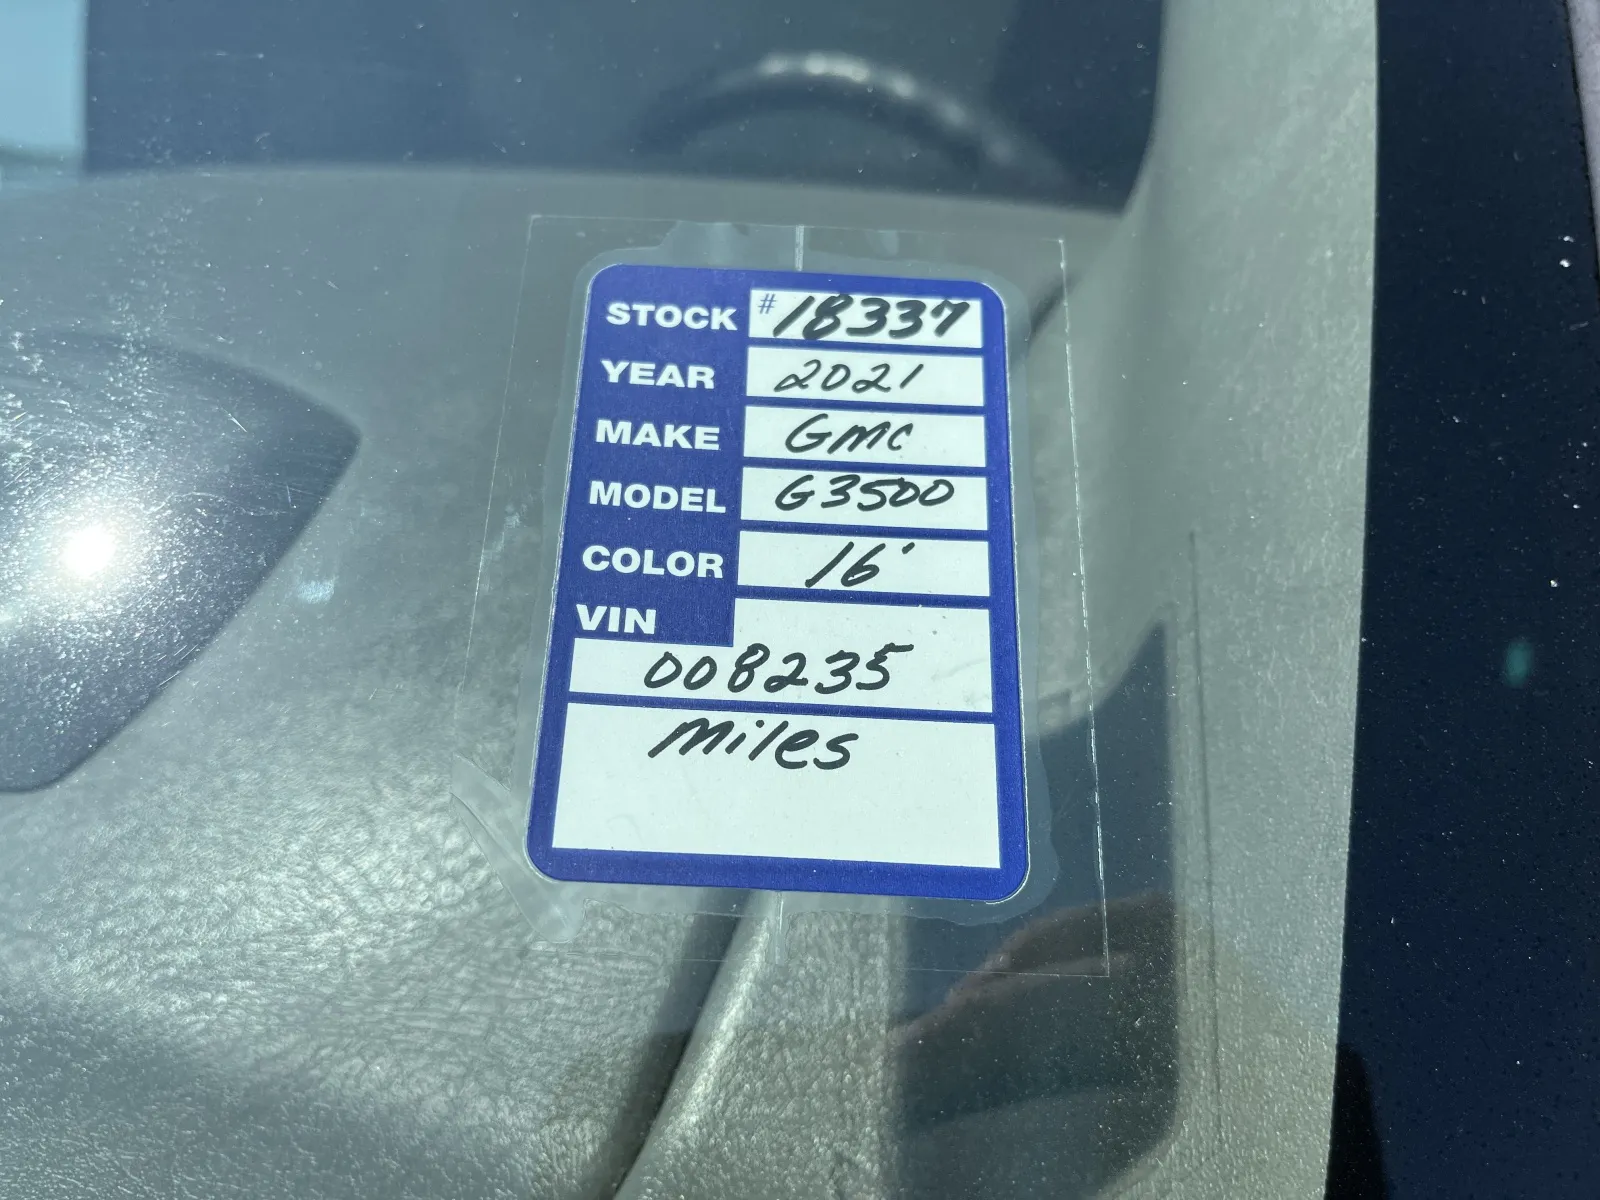 STOCK #18337
YEAR 2021
MAKE GMC
MODEL G3500
COLOR 16'
VIN
008235
miles